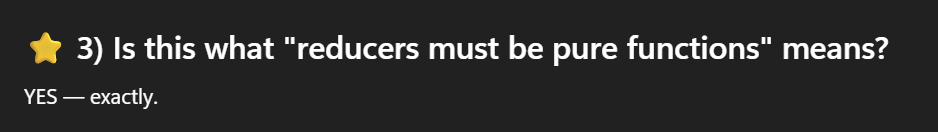 ⭐ 3) Is this what "reducers must be pure functions" means?
YES — exactly.